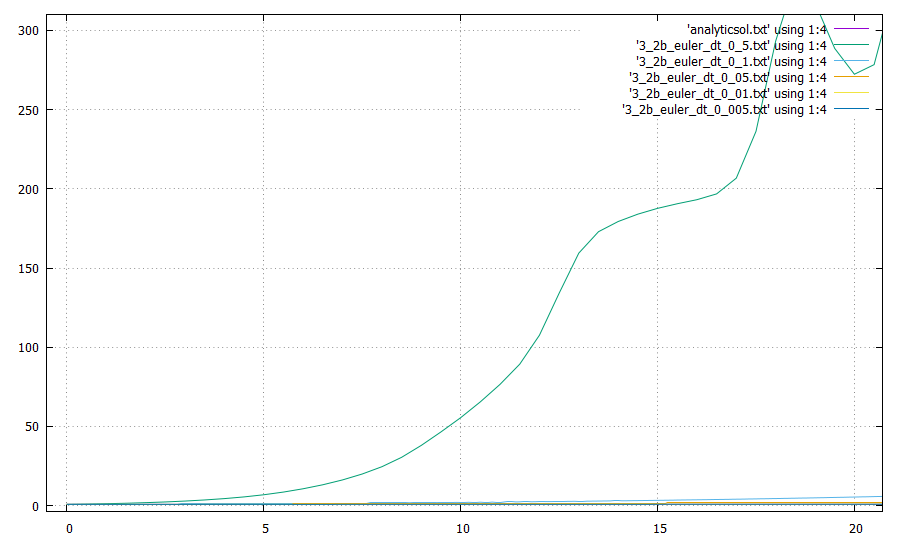 300
250
200
150
100
50
0
'analyticsol.txt' using 1:4
'3_2b_euler_dt_0_5.txt' using 1:4
'3_2b_euler_dt_0_1.txt' using 1:4
'3_2b_euler_dt_0_05.txt' using 1:4
'3_2b_euler_dt_0_01.txt' using 1:4
'3_2b_euler_dt_0_005.txt' using 1:4
0 5 10 15 20